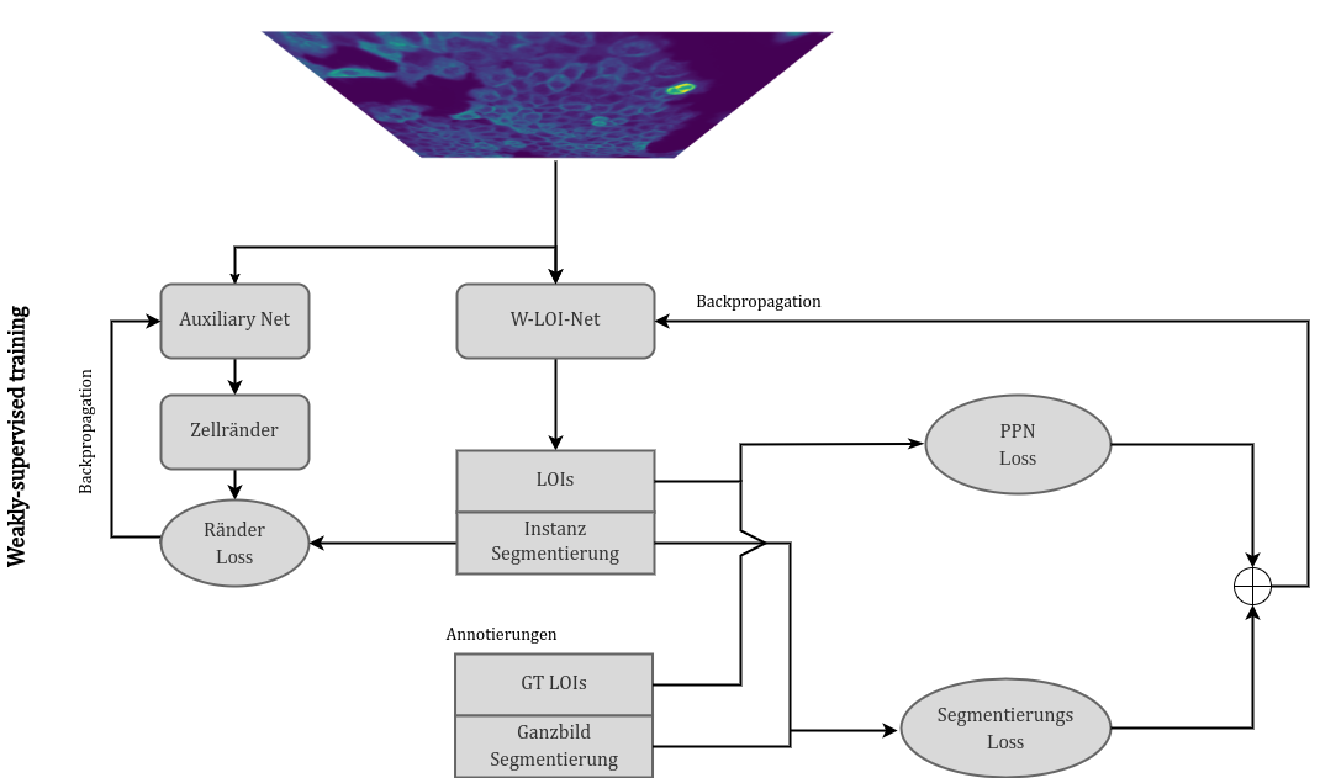 Weakly-supervised training
Auxiliary Net
W-LOI-Net
Backpropagation
Backpropagation
Zellränder
PPN
Loss
LOIs
Ränder
Loss
Instanz
Segmentierung
Annotierungen
GT LOIs
Ganzbild
Segmentierung
Segmentierungs
Loss